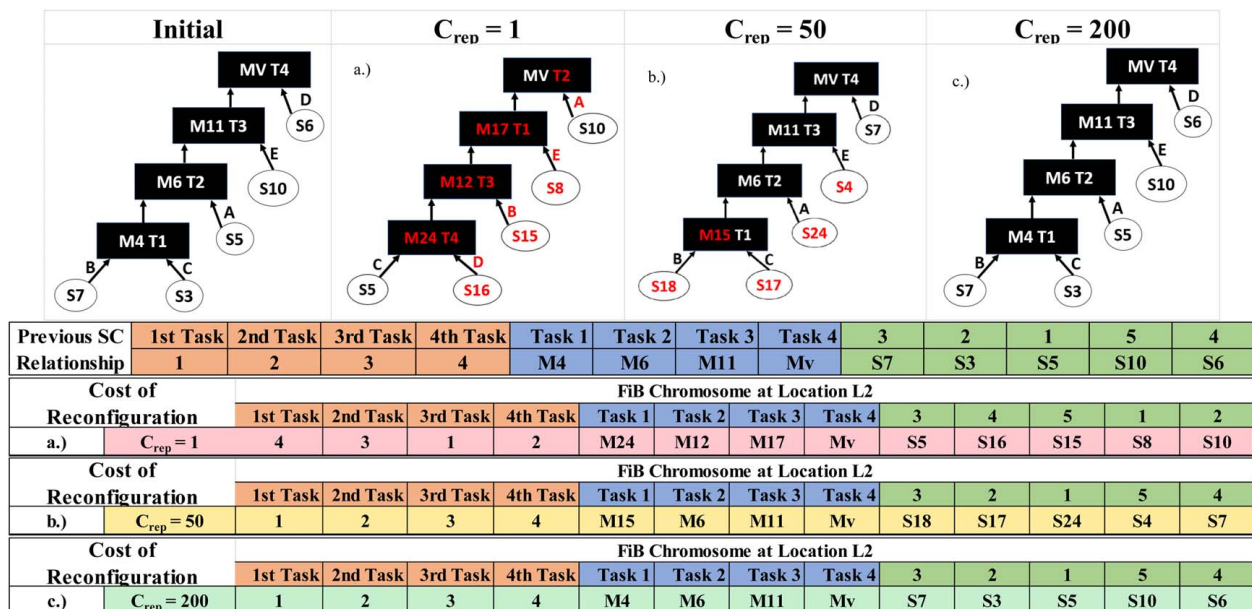 Initial
C_rep = 1
C_rep = 50
C_rep = 200
MV T4
D
S6
M11 T3
E
S10
M6 T2
A
S5
M4 T1
B
C
S7
S3
a.)
MV T2
A
S10
M17 T1
E
S8
M12 T3
B
S15
M24 T4
C
D
S5
S16
b.)
MV T4
D
S7
M11 T3
E
S4
M6 T2
A
S24
M15 T1
B
C
S18
S17
c.)
MV T4
D
S6
M11 T3
E
S10
M6 T2
A
S5
M4 T1
B
C
S7
S3
Previous SC 1st Task 2nd Task 3rd Task 4th Task Task 1 Task 2 Task 3 Task 4 3 2 1 5 4
Relationship 1 2 3 4 M4 M6 M11 Mv S7 S3 S5 S10 S6
Cost of FiB Chromosome at Location L2
Reconfiguration 1st Task 2nd Task 3rd Task 4th Task Task 1 Task 2 Task 3 Task 4 3 4 5 1 2
a.) C_rep = 1 4 3 1 2 M24 M12 M17 Mv S5 S16 S15 S8 S10
Cost of FiB Chromosome at Location L2
Reconfiguration 1st Task 2nd Task 3rd Task 4th Task Task 1 Task 2 Task 3 Task 4 3 2 1 5 4
b.) C_rep = 50 1 2 3 4 M15 M6 M11 Mv S18 S17 S24 S4 S7
Cost of FiB Chromosome at Location L2
Reconfiguration 1st Task 2nd Task 3rd Task 4th Task Task 1 Task 2 Task 3 Task 4 3 2 1 5 4
c.) C_rep = 200 1 2 3 4 M4 M6 M11 Mv S7 S3 S5 S10 S6